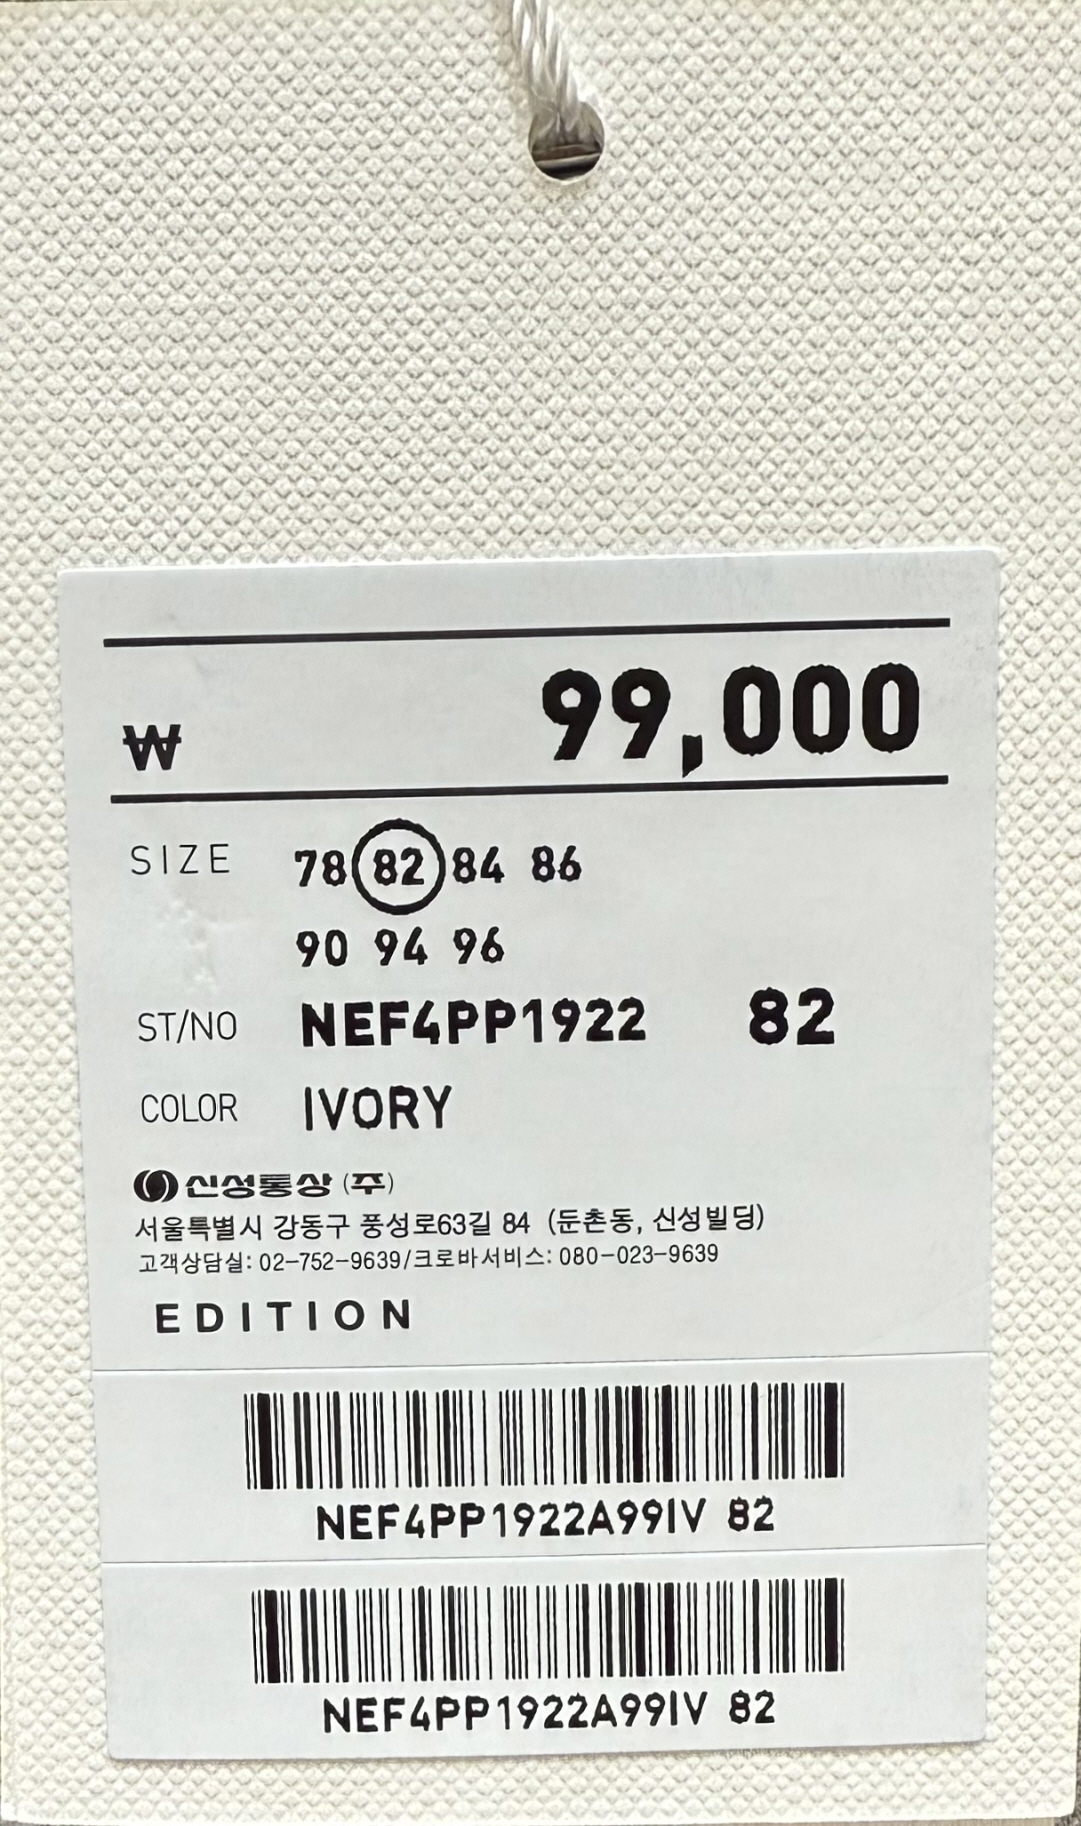 ₩ 99,000
SIZE 78 82 84 86
90 94 96
ST/NO NEF4PP1922 82
COLOR IVORY
신성통상 (주)
서울특별시 강동구 풍성로63길 84 (둔촌동, 신성빌딩)
고객상담실: 02-752-9639/크로바서비스: 080-023-9639
EDITION
NEF4PP1922A99IV 82
NEF4PP1922A99IV 82